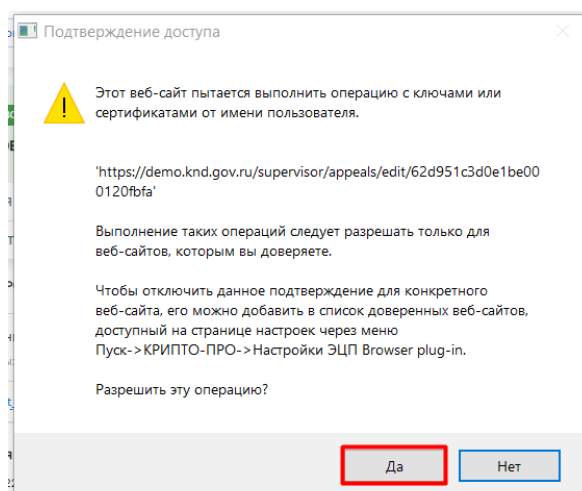 Подтверждение доступа
Этот веб-сайт пытается выполнить операцию с ключами или
сертификатами от имени пользователя.
'https://demo.knd.gov.ru/supervisor/appeals/edit/62d951c3d0e1be00
0120fbfa'
Выполнение таких операций следует разрешать только для
веб-сайтов, которым вы доверяете.
Чтобы отключить данное подтверждение для конкретного
веб-сайта, его можно добавить в список доверенных веб-сайтов,
доступный на странице настроек через меню
Пуск->КРИПТО-ПРО->Настройки ЭЦП Browser plug-in.
Разрешить эту операцию?
Да
Нет